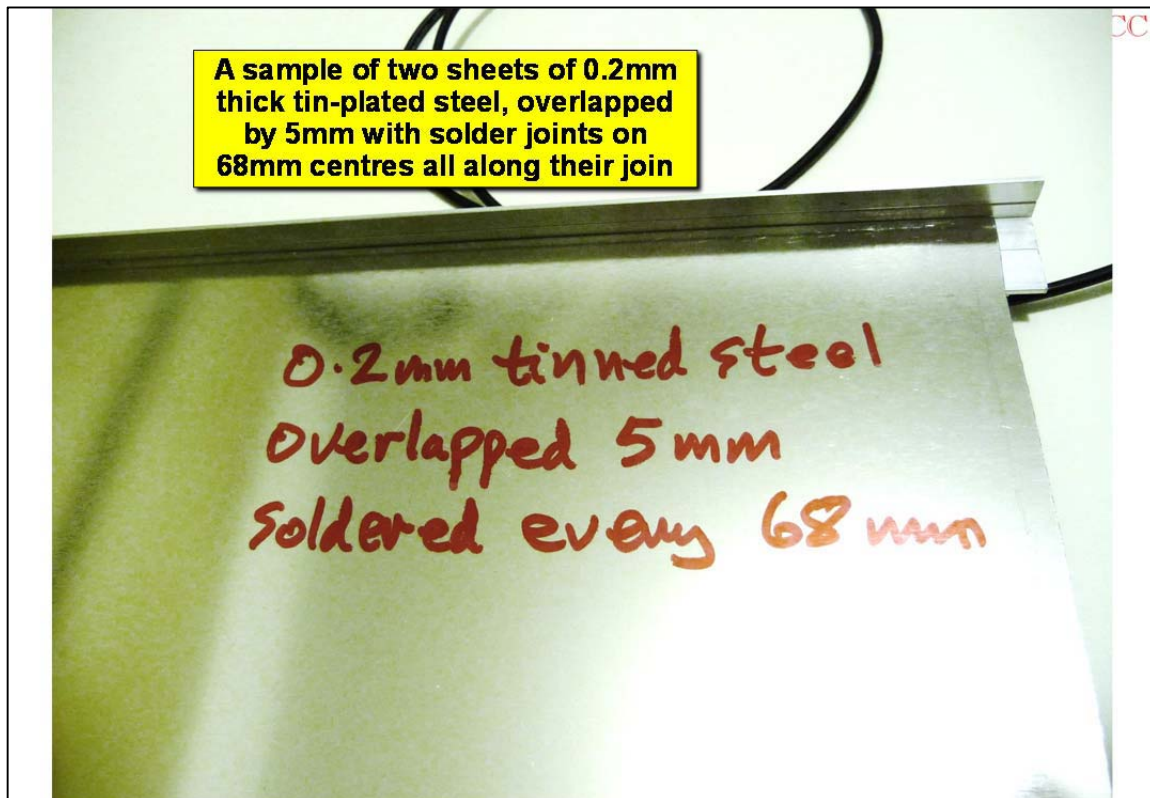 A sample of two sheets of 0.2mm
thick tin-plated steel, overlapped
by 5mm with solder joints on
68mm centres all along their join
CC
0.2mm tinned steel
Overlapped 5mm
Soldered every 68mm